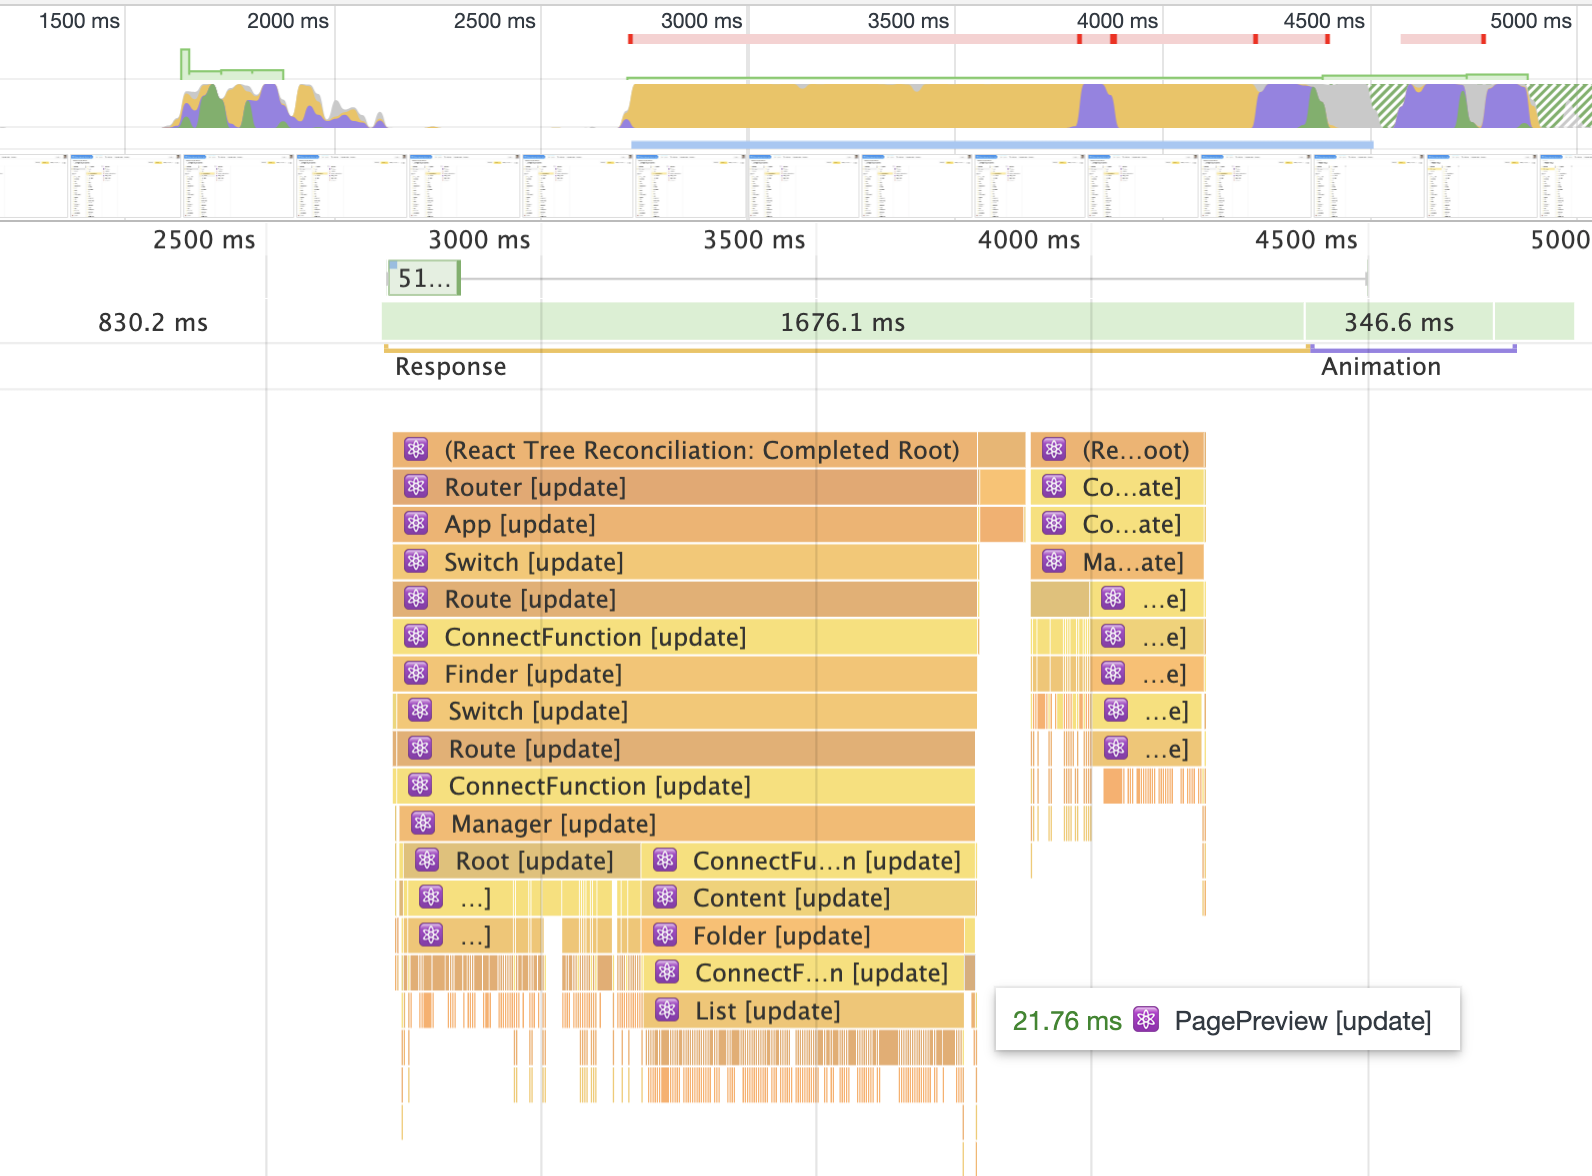 1500 ms 2000 ms 2500 ms 3000 ms 3500 ms 4000 ms 4500 ms 5000 ms
2500 ms 3000 ms 3500 ms 4000 ms 4500 ms 5000
51...
830.2 ms 1676.1 ms 346.6 ms
Response Animation
(React Tree Reconciliation: Completed Root) (Re...oot)
Router [update] Co...ate]
App [update] Co...ate]
Switch [update] Ma...ate]
Route [update] ...e]
ConnectFunction [update] ...e]
Finder [update] ...e]
Switch [update] ...e]
Route [update] ...e]
ConnectFunction [update]
Manager [update]
Root [update] ConnectFu...n [update]
...] Content [update]
...] Folder [update]
ConnectF...n [update]
List [update]
21.76 ms PagePreview [update]